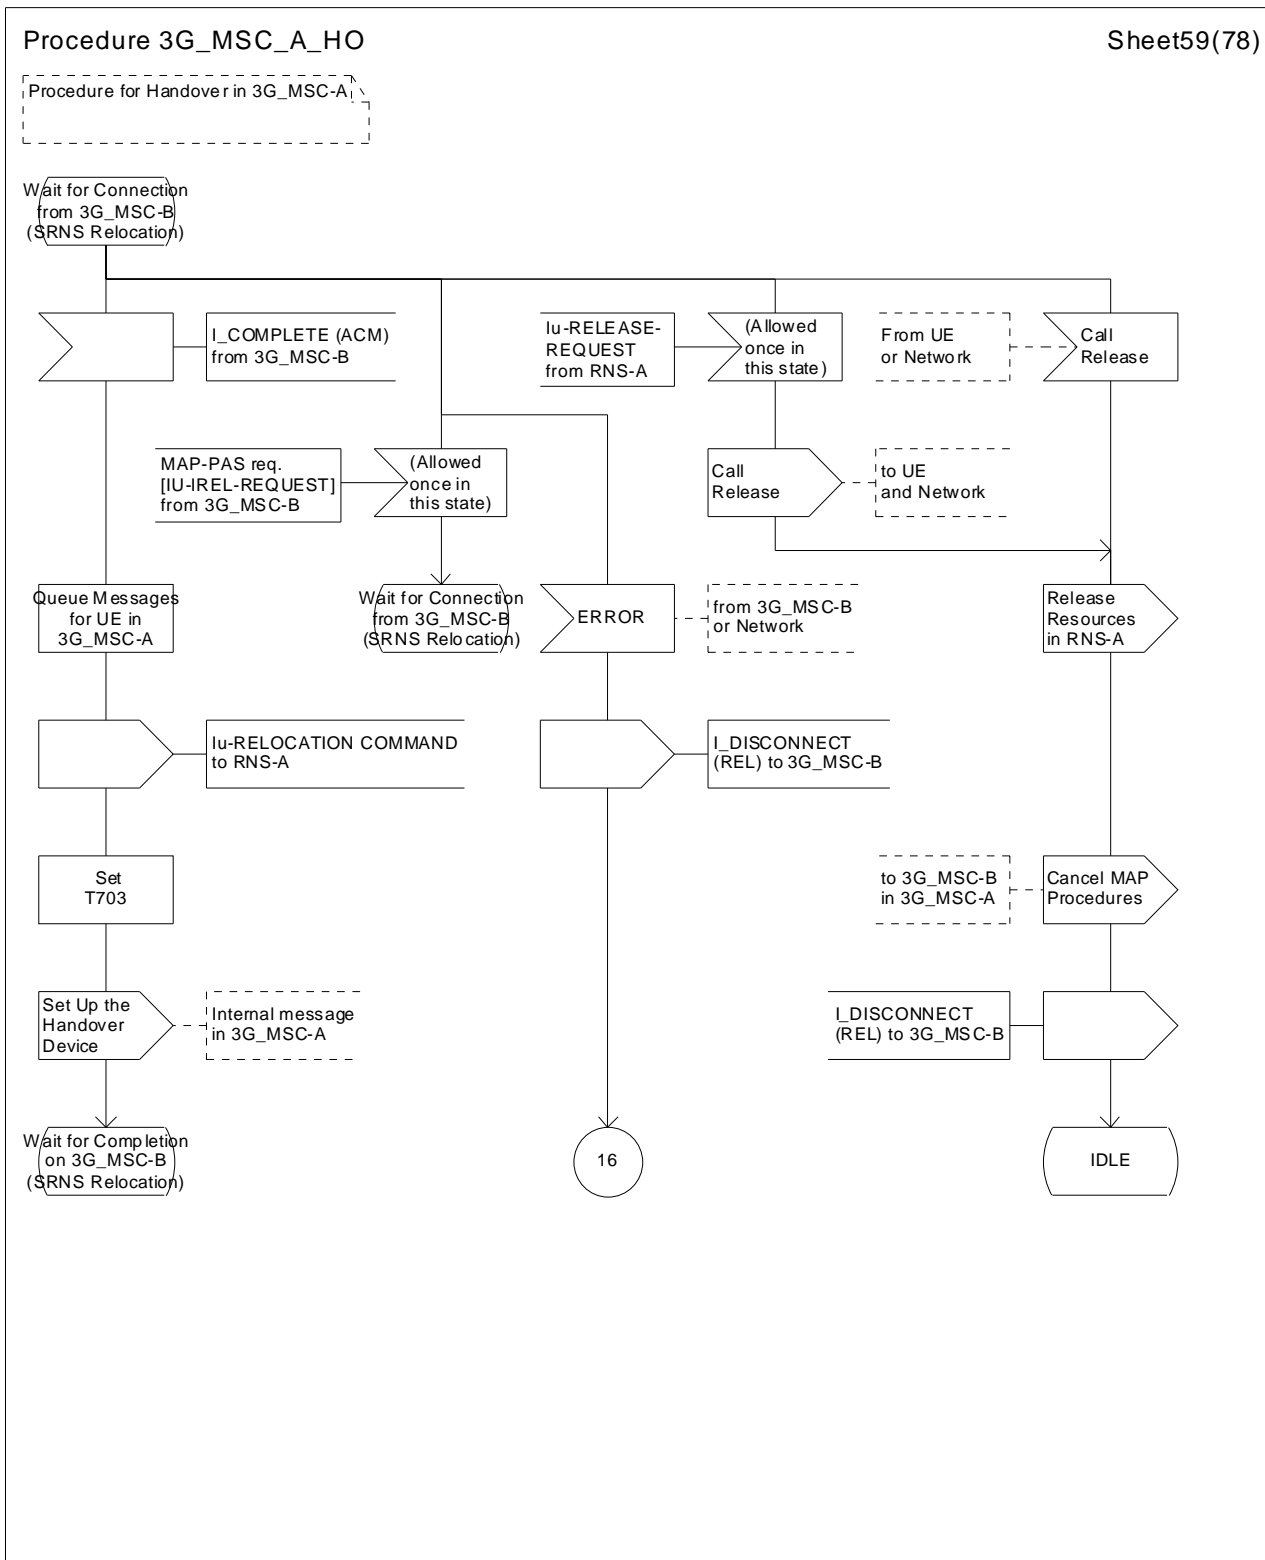 Procedure 3G_MSC_A_HO
Sheet59(78)
Procedure for Handover in 3G_MSC-A
Wait for Connection
from 3G_MSC-B
(SRNS Relocation)
I_COMPLETE (ACM)
from 3G_MSC-B
Iu-RELEASE-
REQUEST
from RNS-A
(Allowed
once in
this state)
From UE
or Network
Call
Release
MAP-PAS req.
[IU-IREL-REQUEST]
from 3G_MSC-B
(Allowed
once in
this state)
Call
Release
to UE
and Network
Queue Messages
for UE in
3G_MSC-A
Wait for Connection
from 3G_MSC-B
(SRNS Relocation)
ERROR
from 3G_MSC-B
or Network
Release
Resources
in RNS-A
Iu-RELOCATION COMMAND
to RNS-A
I_DISCONNECT
(REL) to 3G_MSC-B
Set
T703
to 3G_MSC-B
in 3G_MSC-A
Cancel MAP
Procedures
Set Up the
Handover
Device
Internal message
in 3G_MSC-A
I_DISCONNECT
(REL) to 3G_MSC-B
Wait for Completion
on 3G_MSC-B
(SRNS Relocation)
16
IDLE